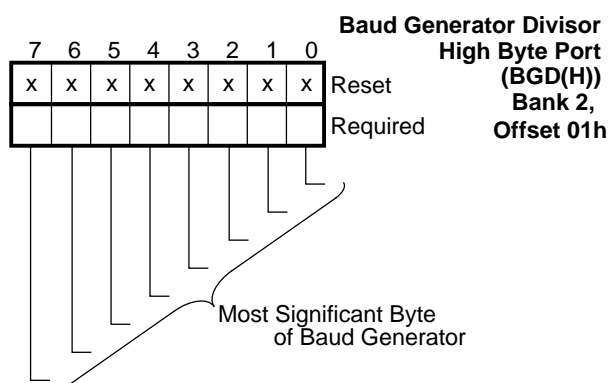 Baud Generator Divisor
High Byte Port
(BGD(H))
Bank 2,
Offset 01h
7 6 5 4 3 2 1 0
x x x x x x x x Reset
Required
Most Significant Byte
of Baud Generator